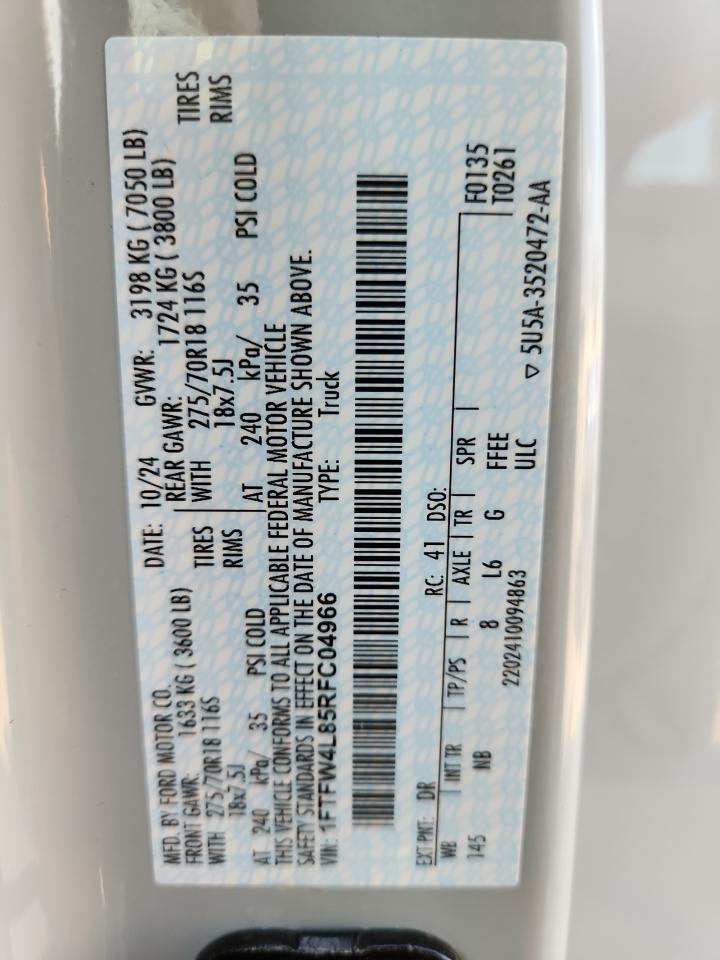 MFD. BY FORD MOTOR CO. DATE: 10/24 GVWR: 3198 KG ( 7050 LB)
FRONT GAWR: 1633 KG ( 3600 LB) REAR GAWR: 1724 KG ( 3800 LB)
WITH 275/70R18 116S TIRES WITH 275/70R18 116S TIRES
18x7.5J RIMS 18x7.5J RIMS
AT 240 kPa/ 35 PSI COLD AT 240 kPa/ 35 PSI COLD
THIS VEHICLE CONFORMS TO ALL APPLICABLE FEDERAL MOTOR VEHICLE
SAFETY STANDARDS IN EFFECT ON THE DATE OF MANUFACTURE SHOWN ABOVE.
VIN: 1FTFW4L85RFC04966 TYPE: Truck
EXT PNT: DR RC: 41 DSO: F0135
WB INT TR TP/PS R AXLE TR SPR T0261
145 NB 8 L6 G FFEE
2202410094863 ULC ▽ 5U5A-3520472-AA